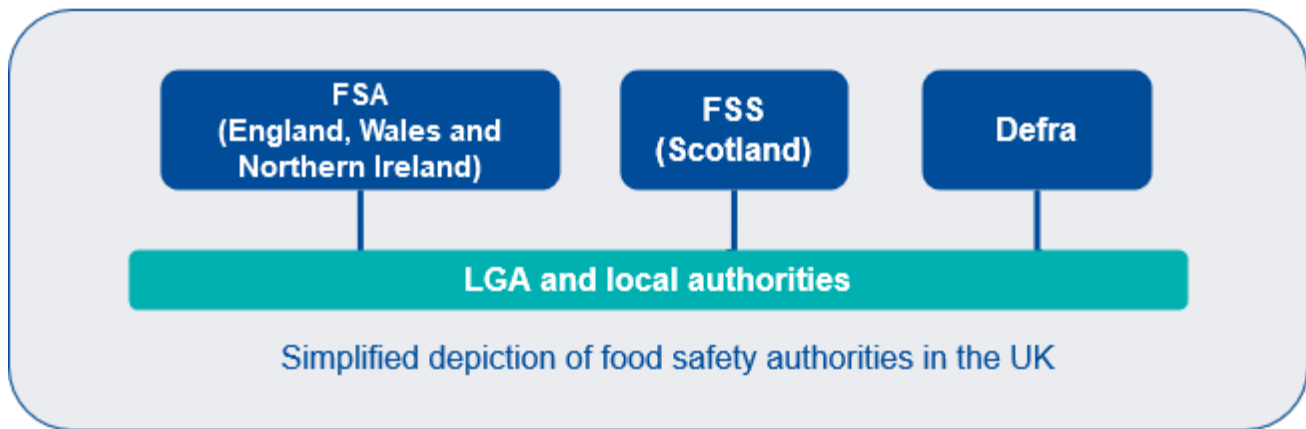 FSA
(England, Wales and
Northern Ireland)
FSS
(Scotland)
Defra
LGA and local authorities
Simplified depiction of food safety authorities in the UK